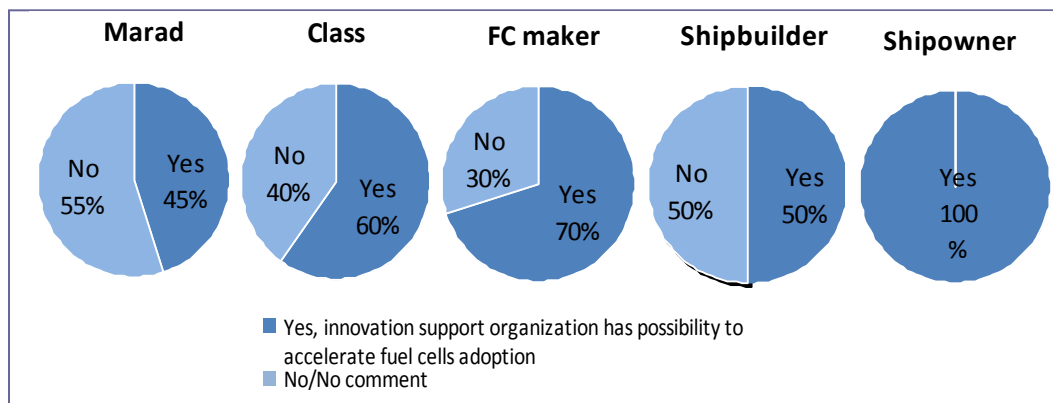 Marad Class FC maker Shipbuilder Shipowner
No 55%
Yes 45%
No 40%
Yes 60%
No 30%
Yes 70%
No 50%
Yes 50%
Yes 100 %
Yes, innovation support organization has possibility to
accelerate fuel cells adoption
No/No comment